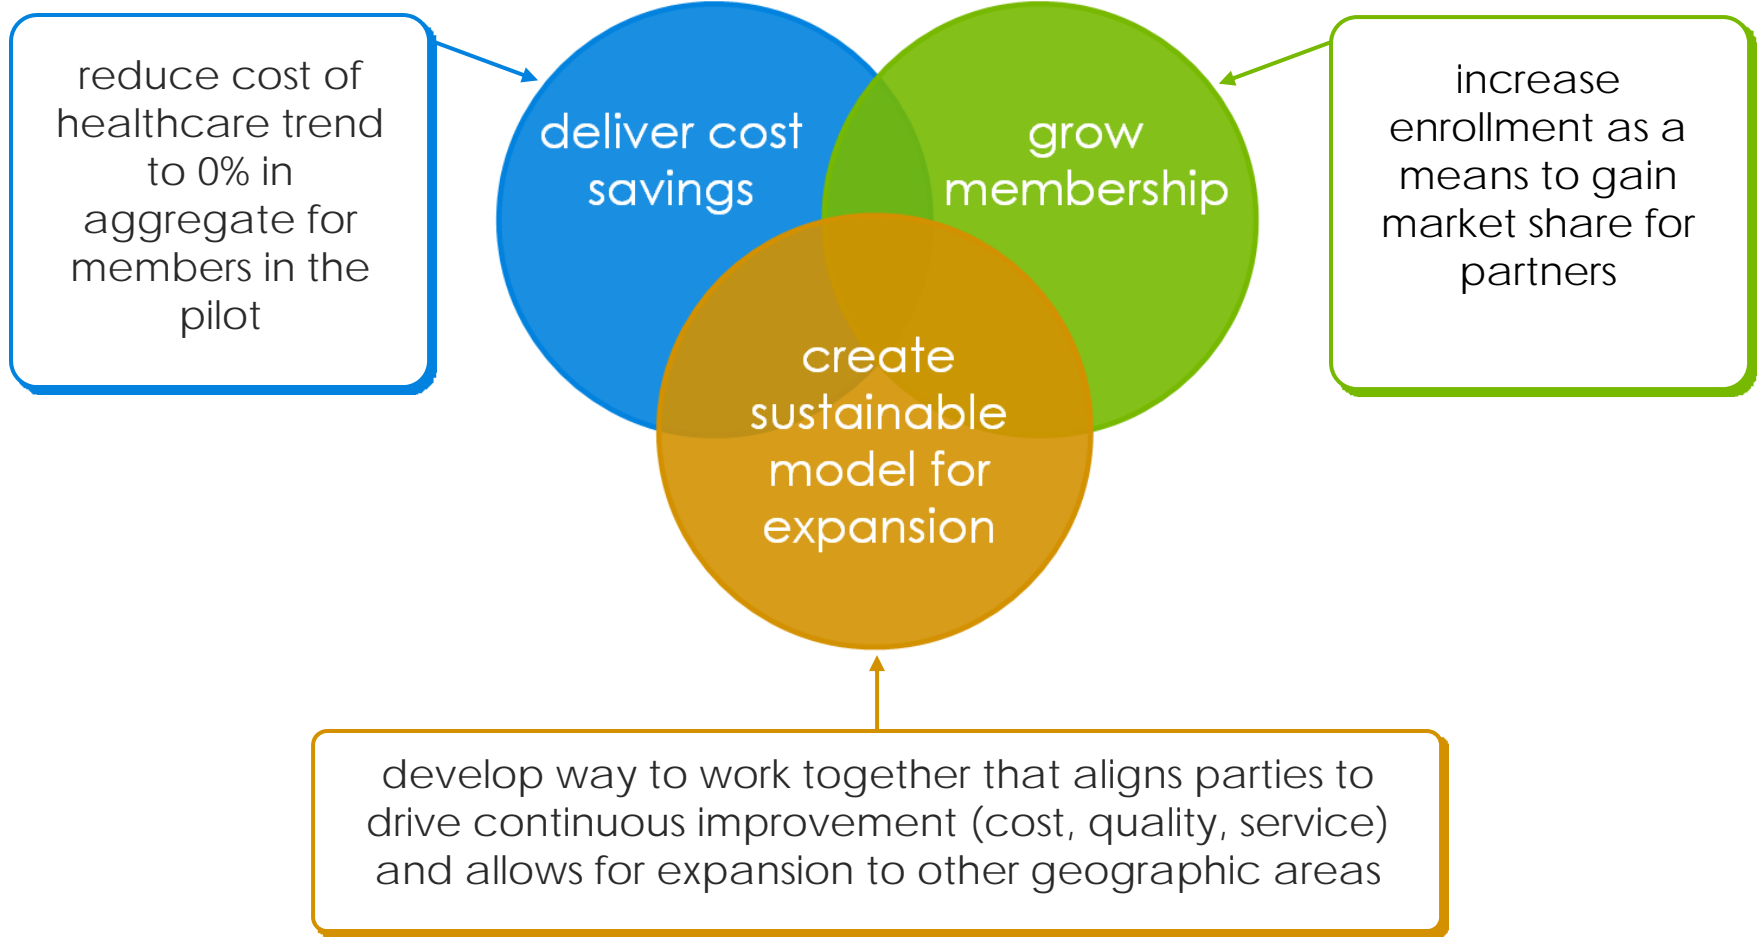 reduce cost of
healthcare trend
to 0% in
aggregate for
members in the
pilot
deliver cost
savings
grow
membership
increase
enrollment as a
means to gain
market share for
partners
create
sustainable
model for
expansion
develop way to work together that aligns parties to
drive continuous improvement (cost, quality, service)
and allows for expansion to other geographic areas